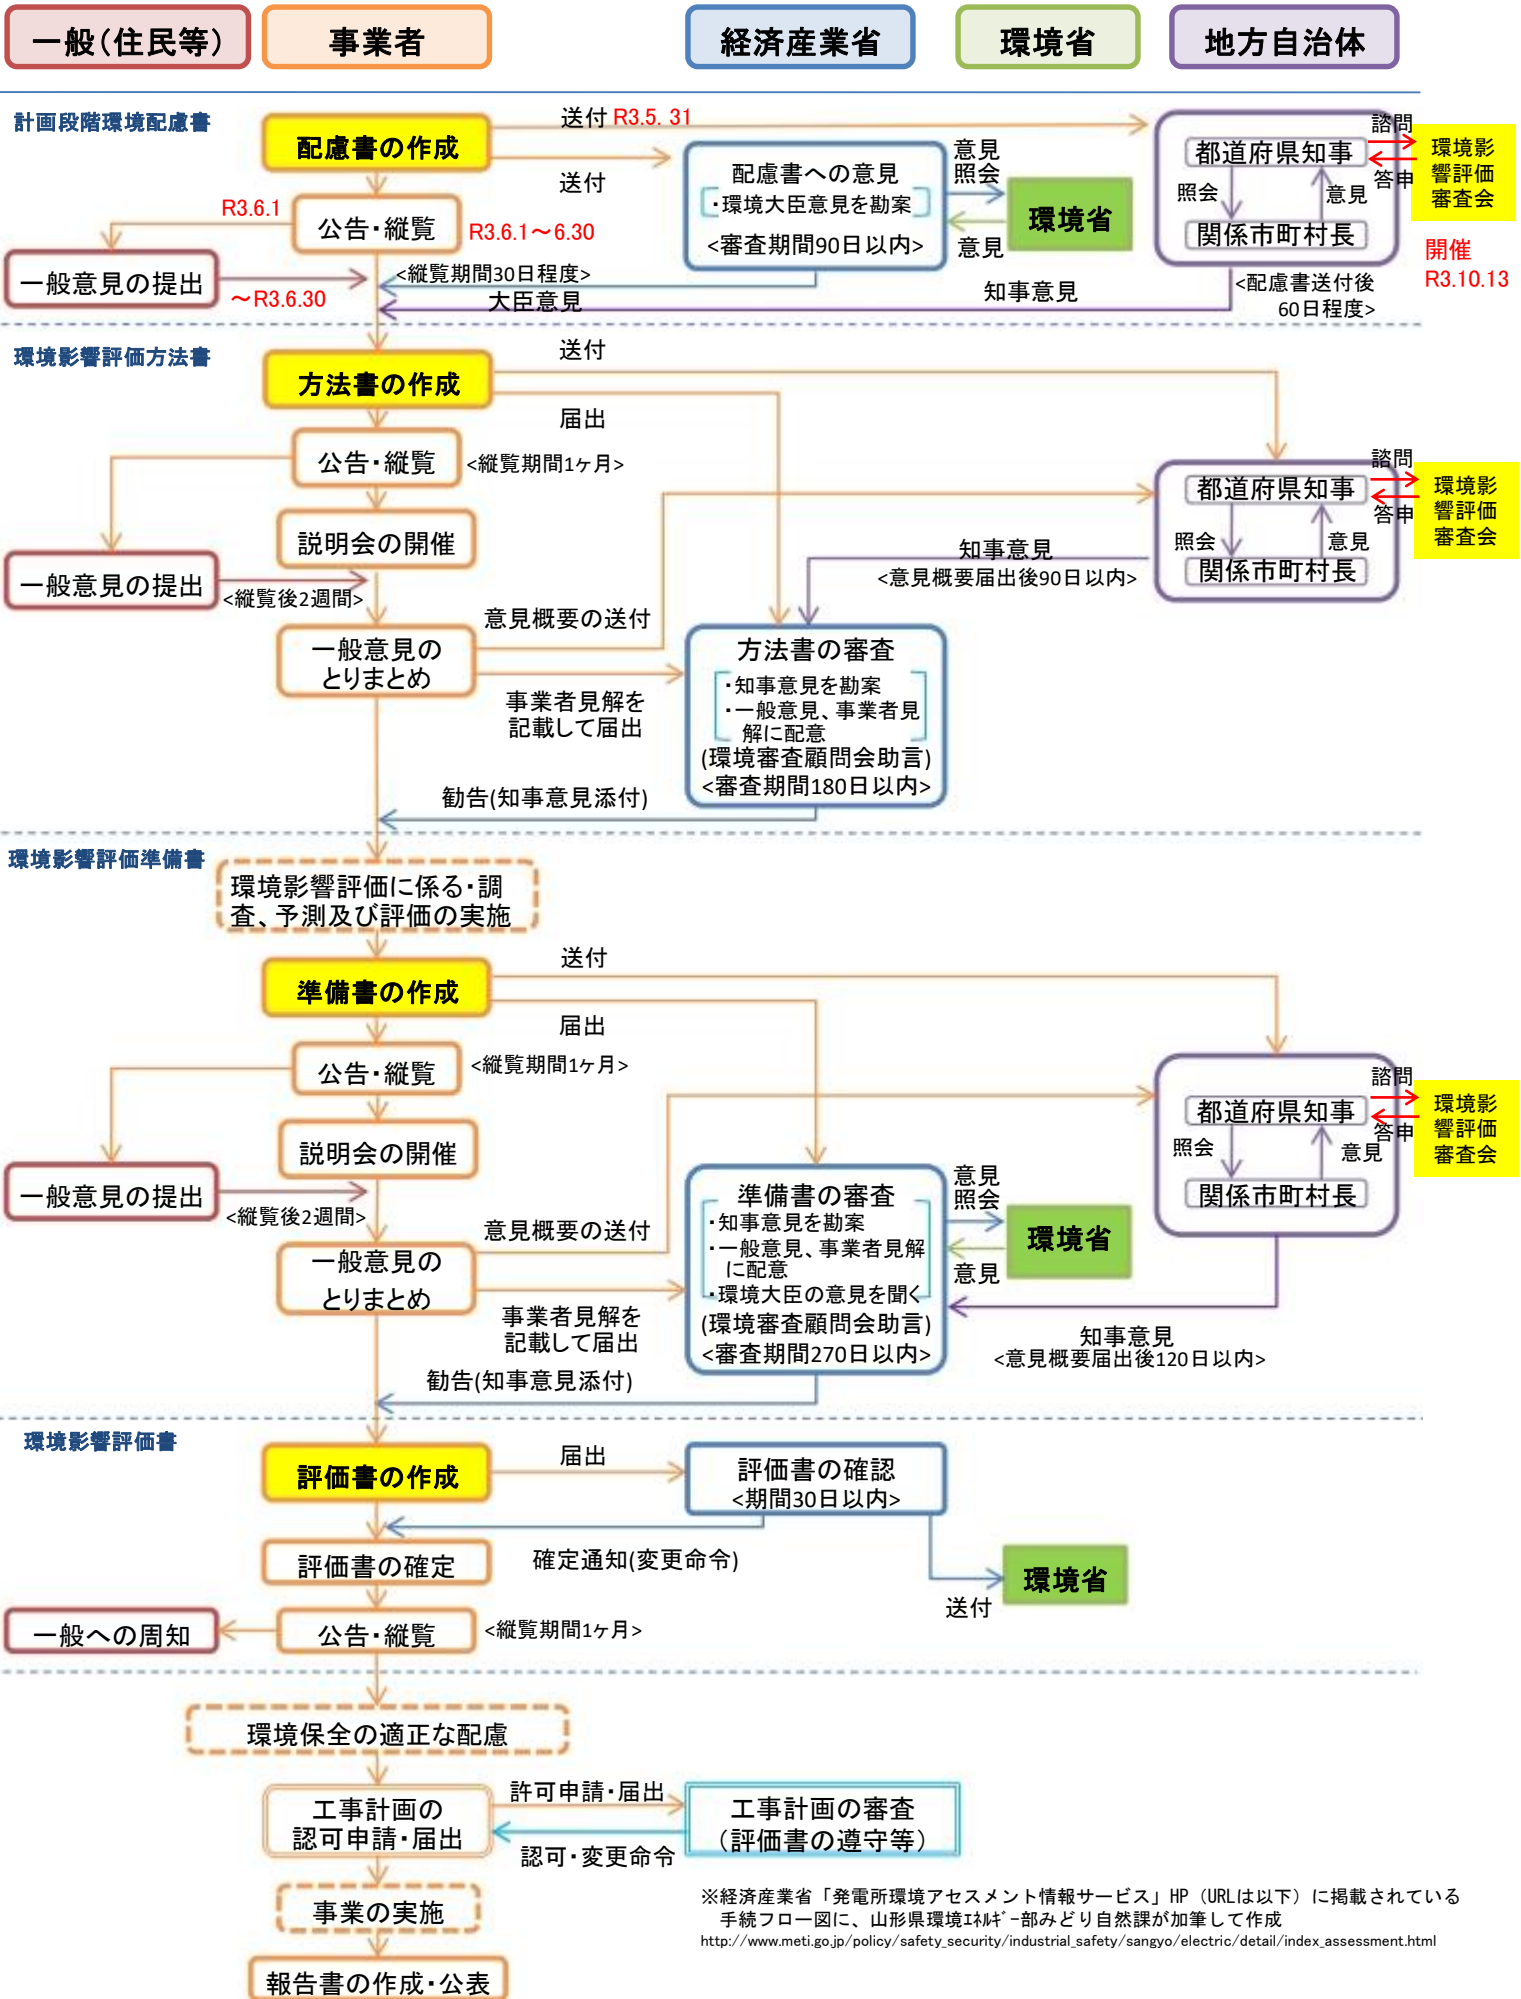 一般(住民等)
事業者
経済産業省
環境省
地方自治体
計画段階環境配慮書
配慮書の作成
送付 R3.5. 31
送付
公告・縦覧
R3.6.1
R3.6.1～6.30
<縦覧期間30日程度>
一般意見の提出
～R3.6.30
配慮書への意見
・環境大臣意見を勘案
<審査期間90日以内>
意見
照会
環境省
意見
大臣意見
知事意見
都道府県知事
照会
意見
関係市町村長
<配慮書送付後
60日程度>
諮問
答申
環境影
響評価
審査会
開催
R3.10.13
環境影響評価方法書
方法書の作成
送付
届出
公告・縦覧
<縦覧期間1ヶ月>
説明会の開催
一般意見の提出
<縦覧後2週間>
一般意見の
とりまとめ
意見概要の送付
事業者見解を
記載して届出
知事意見
<意見概要届出後90日以内>
都道府県知事
照会
意見
関係市町村長
諮問
答申
環境影
響評価
審査会
方法書の審査
・知事意見を勘案
・一般意見、事業者見
解に配意
(環境審査顧問会助言)
<審査期間180日以内>
勧告(知事意見添付)
環境影響評価準備書
環境影響評価に係る・調
査、予測及び評価の実施
準備書の作成
送付
届出
公告・縦覧
<縦覧期間1ヶ月>
説明会の開催
一般意見の提出
<縦覧後2週間>
一般意見の
とりまとめ
意見概要の送付
事業者見解を
記載して届出
準備書の審査
・知事意見を勘案
・一般意見、事業者見解
に配意
・環境大臣の意見を聞く
(環境審査顧問会助言)
<審査期間270日以内>
意見
照会
環境省
意見
都道府県知事
照会
意見
関係市町村長
諮問
答申
環境影
響評価
審査会
知事意見
<意見概要届出後120日以内>
勧告(知事意見添付)
環境影響評価書
評価書の作成
届出
評価書の確認
<期間30日以内>
確定通知(変更命令)
評価書の確定
環境省
送付
一般への周知
公告・縦覧
<縦覧期間1ヶ月>
環境保全の適正な配慮
工事計画の
認可申請・届出
許可申請・届出
認可・変更命令
工事計画の審査
（評価書の遵守等）
事業の実施
報告書の作成・公表
※経済産業省「発電所環境アセスメント情報サービス」HP（URLは以下）に掲載されている
手続フロー図に、山形県環境ｴﾈﾙｷﾞｰ部みどり自然課が加筆して作成
http://www.meti.go.jp/policy/safety_security/industrial_safety/sangyo/electric/detail/index_assessment.html